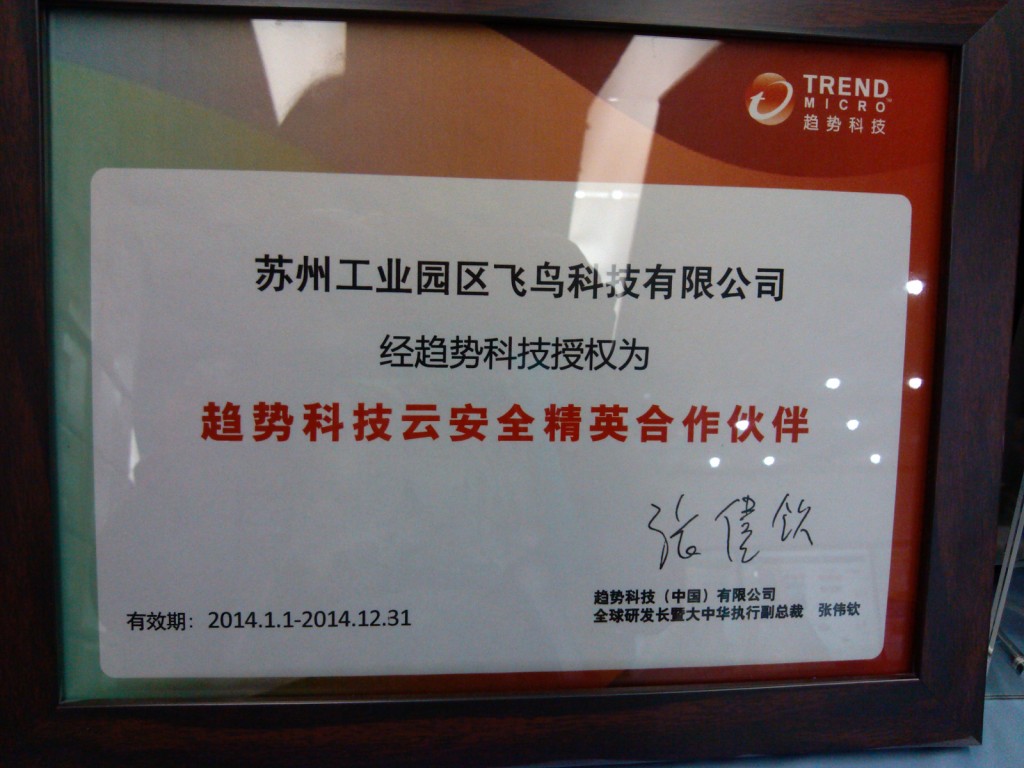 TREND
MICRO™
趋势科技
苏州工业园区飞鸟科技有限公司
经趋势科技授权为
趋势科技云安全精英合作伙伴
张偉欽
趋势科技（中国）有限公司
全球研发长暨大中华执行副总裁 张伟钦
有效期：2014.1.1-2014.12.31